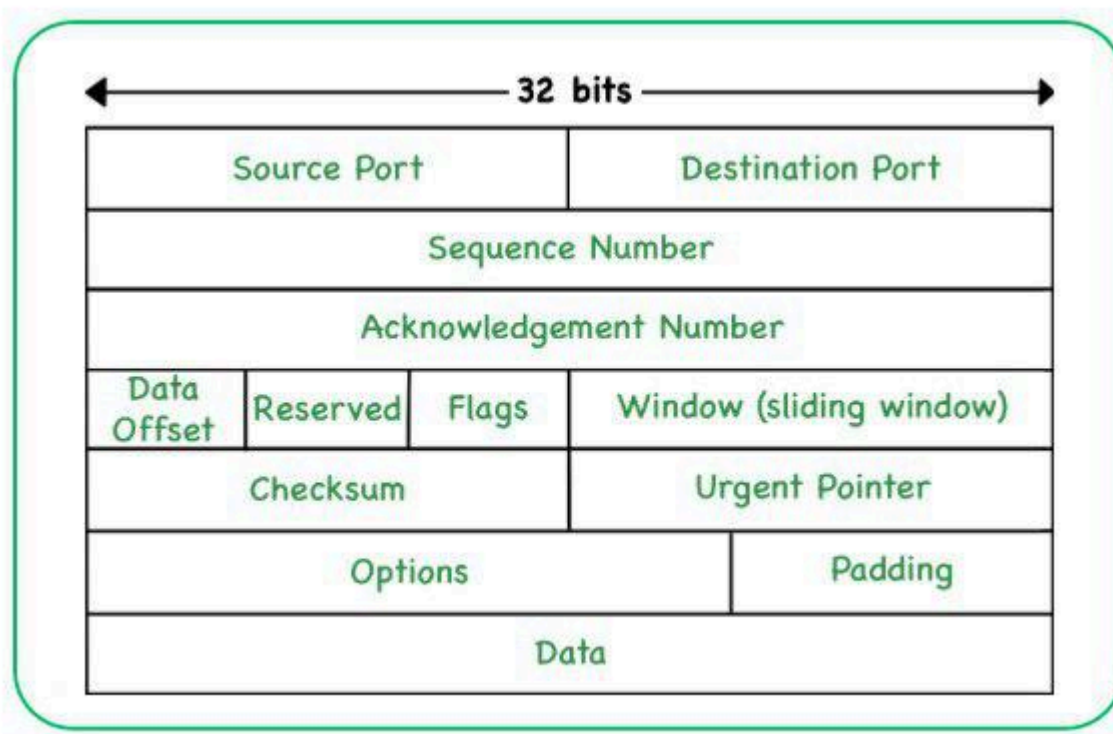 32 bits
Source Port
Destination Port
Sequence Number
Acknowledgement Number
Data
Offset
Reserved
Flags
Window (sliding window)
Checksum
Urgent Pointer
Options
Padding
Data